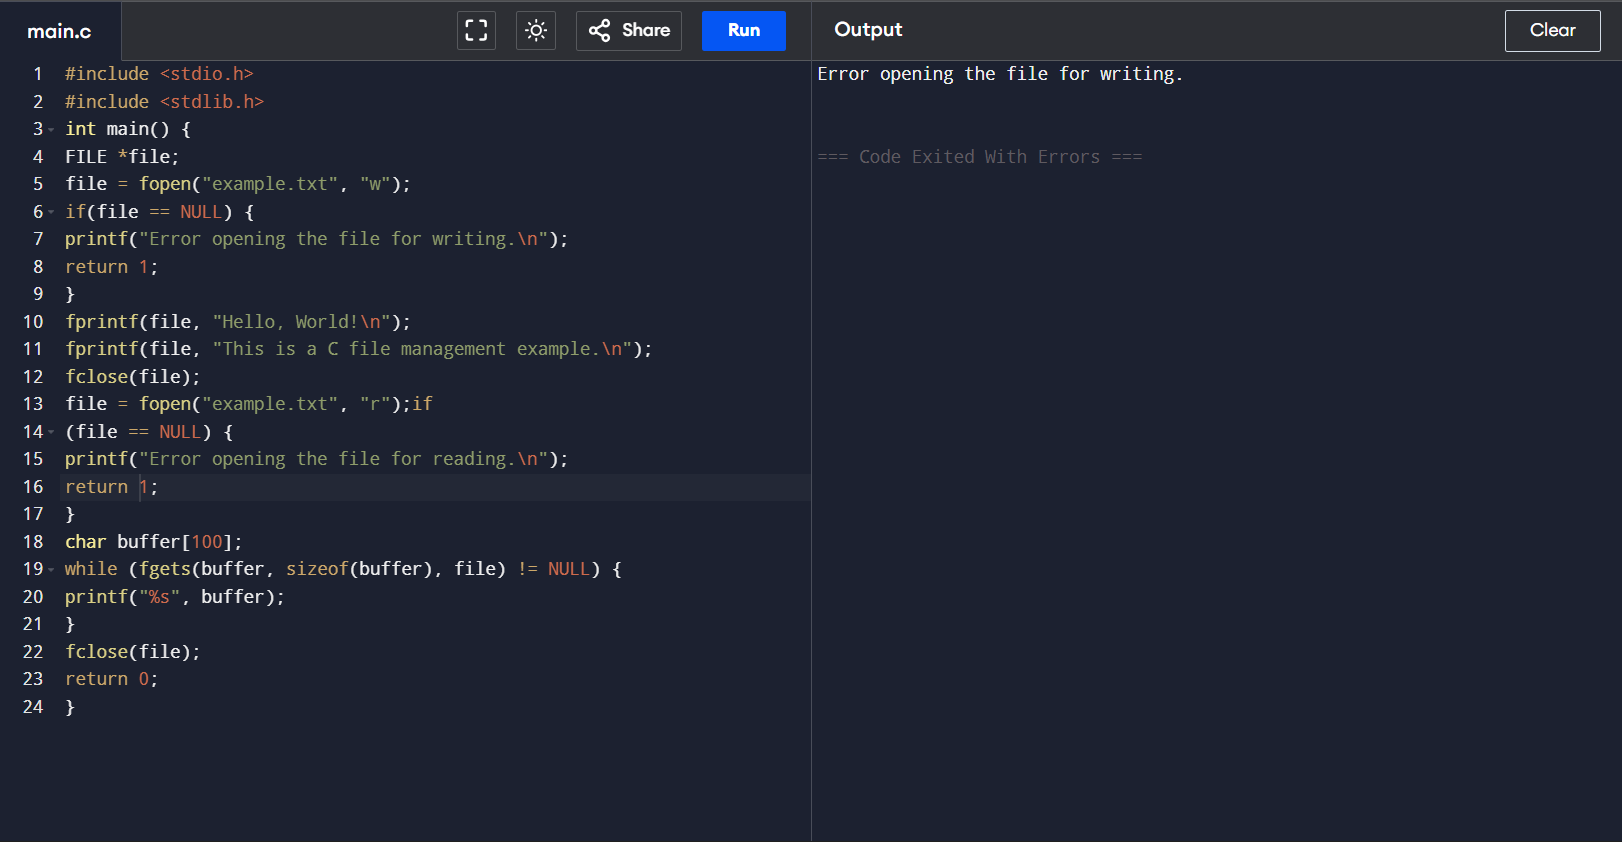 main.c
Share
Run
Output
Clear
1 #include <stdio.h>
2 #include <stdlib.h>
3 int main() {
4 FILE *file;
5 file = fopen("example.txt", "w");
6 if(file == NULL) {
7 printf("Error opening the file for writing.\n");
8 return 1;
9 }
10 fprintf(file, "Hello, World!\n");
11 fprintf(file, "This is a C file management example.\n");
12 fclose(file);
13 file = fopen("example.txt", "r");if
14 (file == NULL) {
15 printf("Error opening the file for reading.\n");
16 return 1;
17 }
18 char buffer[100];
19 while (fgets(buffer, sizeof(buffer), file) != NULL) {
20 printf("%s", buffer);
21 }
22 fclose(file);
23 return 0;
24 }
Error opening the file for writing.
=== Code Exited With Errors ===